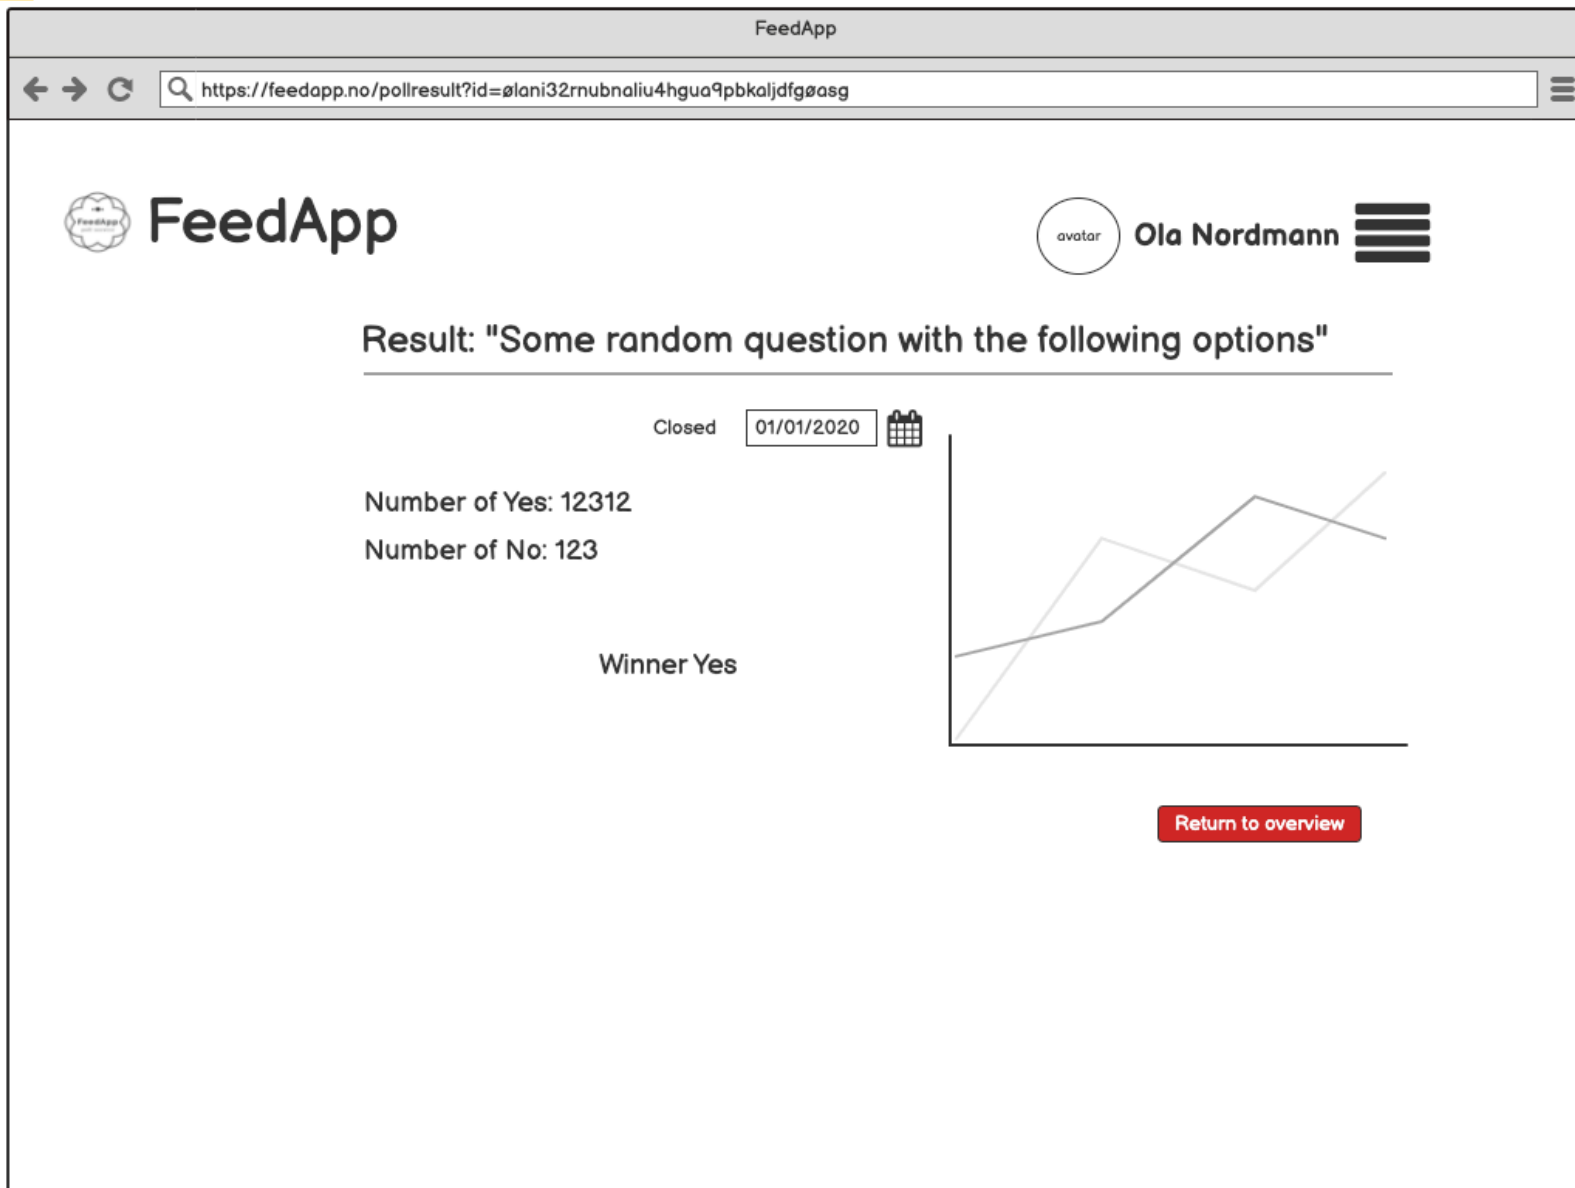 FeedApp
https://feedapp.no/pollresult?id=ølani32rnubnaliu4hgua9pbkaljdfgøasg
FeedApp
FeedApp
avatar
Ola Nordmann
Result: "Some random question with the following options"
Closed
01/01/2020
Number of Yes: 12312
Number of No: 123
Winner Yes
Return to overview